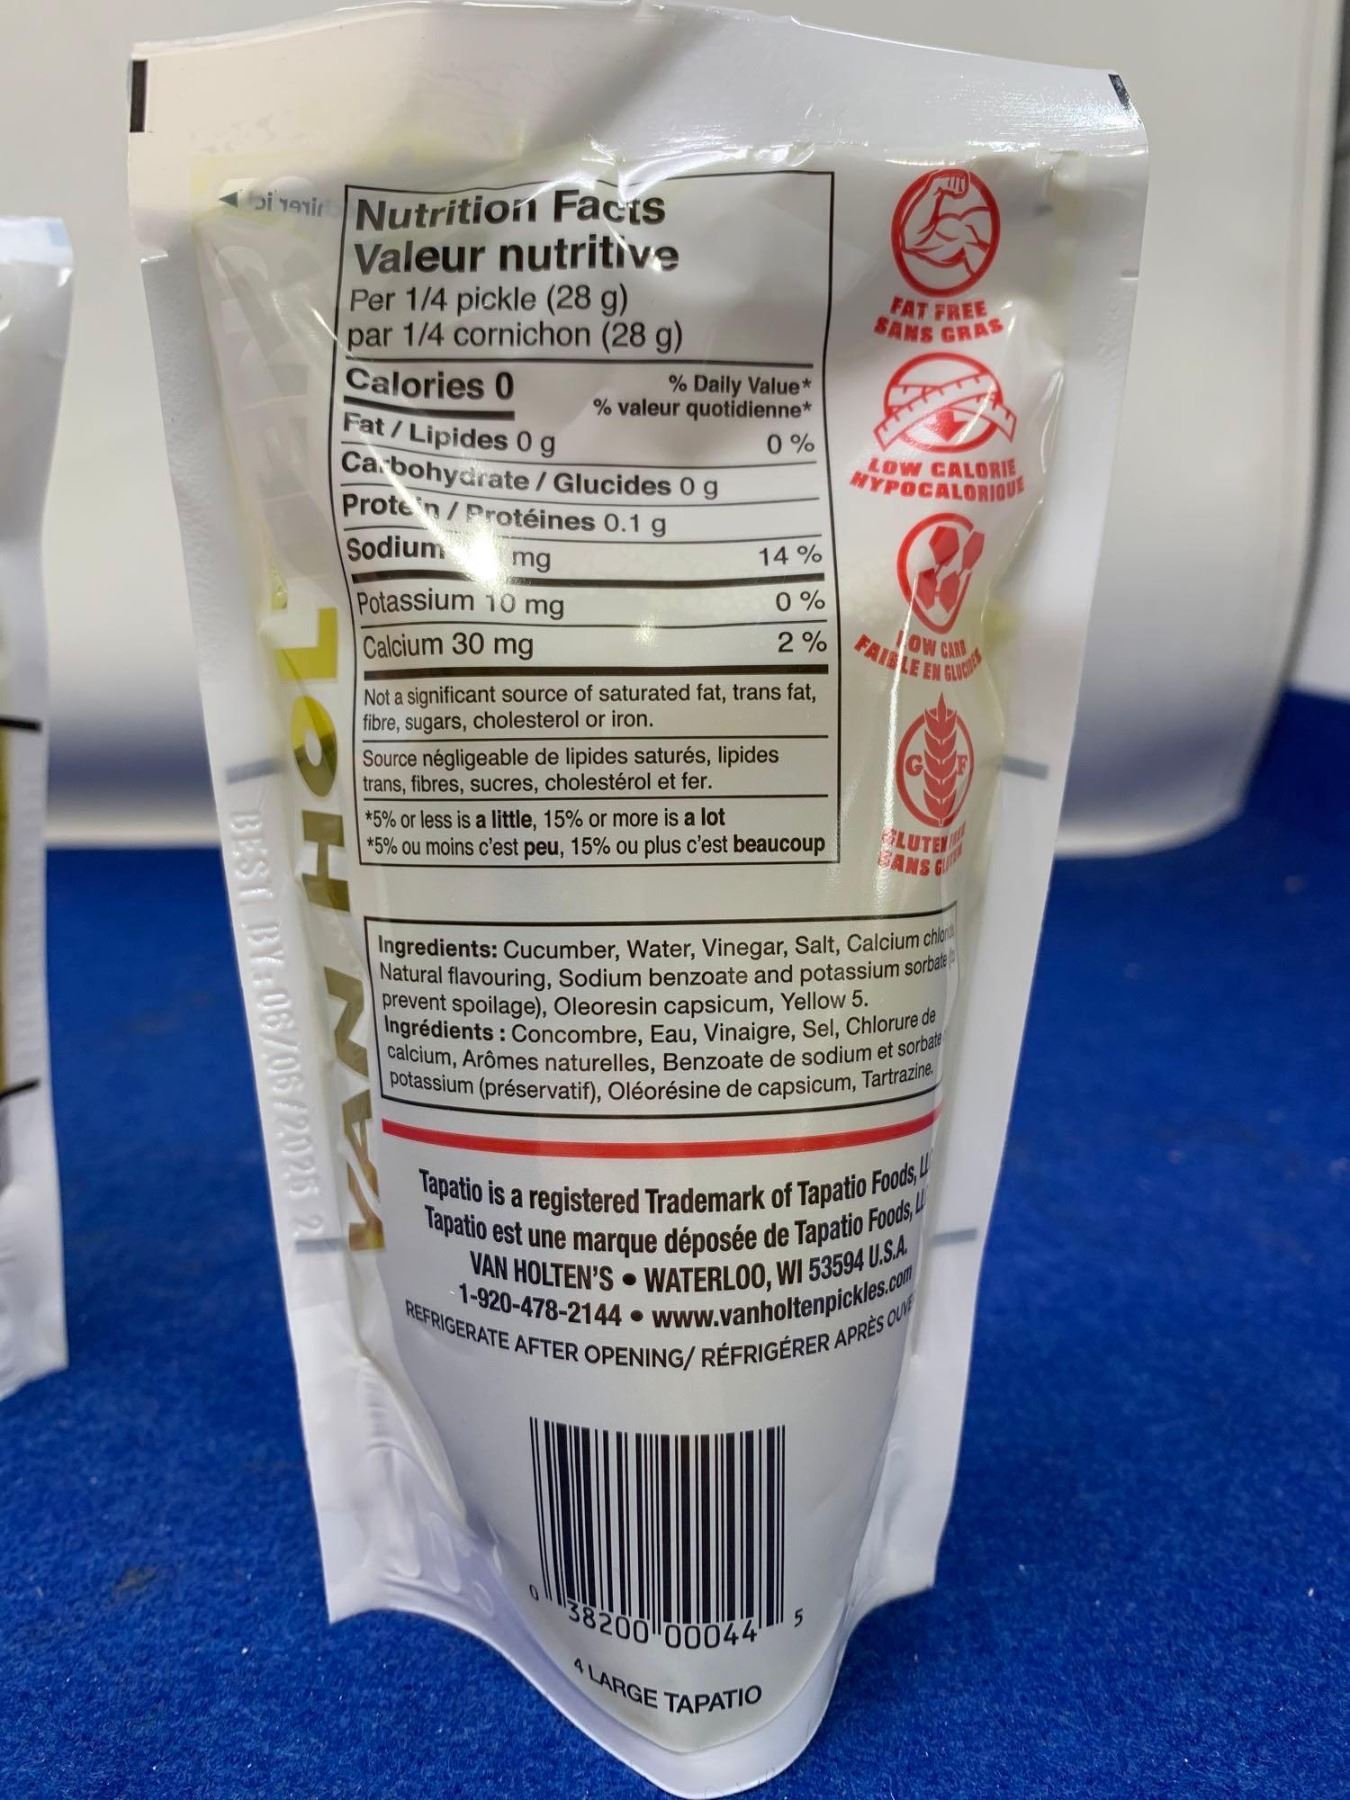 Nutrition Facts
Valeur nutritive
Per 1/4 pickle (28 g)
par 1/4 cornichon (28 g)
Calories 0
% Daily Value*
% valeur quotidienne*
Fat / Lipides 0 g 0 %
Carbohydrate / Glucides 0 g
Protein / Protéines 0.1 g
Sodium mg 14 %
Potassium 10 mg 0 %
Calcium 30 mg 2 %
Not a significant source of saturated fat, trans fat,
fibre, sugars, cholesterol or iron.
Source négligeable de lipides saturés, lipides
trans, fibres, sucres, cholestérol et fer.
*5% or less is a little, 15% or more is a lot
*5% ou moins c'est peu, 15% ou plus c'est beaucoup
FAT FREE
SANS GRAS
LOW CALORIE
HYPOCALORIQUE
LOW CARB
FAIBLE EN GLUCIDES
G F
GLUTEN
SANS
Ingredients: Cucumber, Water, Vinegar, Salt, Calcium
Natural flavouring, Sodium benzoate and potassium sorbate
prevent spoilage), Oleoresin capsicum, Yellow 5.
Ingrédients : Concombre, Eau, Vinaigre, Sel, Chlorure de
calcium, Arômes naturelles, Benzoate de sodium et sorbate
potassium (préservatif), Oléorésine de capsicum, Tartrazine.
Tapatio is a registered Trademark of Tapatio Foods,
Tapatio est une marque déposée de Tapatio Foods,
VAN HOLTEN'S • WATERLOO, WI 53594 U.S.A.
1-920-478-2144 • www.vanholtenpickles.com
REFRIGERATE AFTER OPENING/ RÉFRIGÉRER APRÈS
0 38200 00044 5
4 LARGE TAPATIO
VAN HOL
BEST BY: 06/06/2026